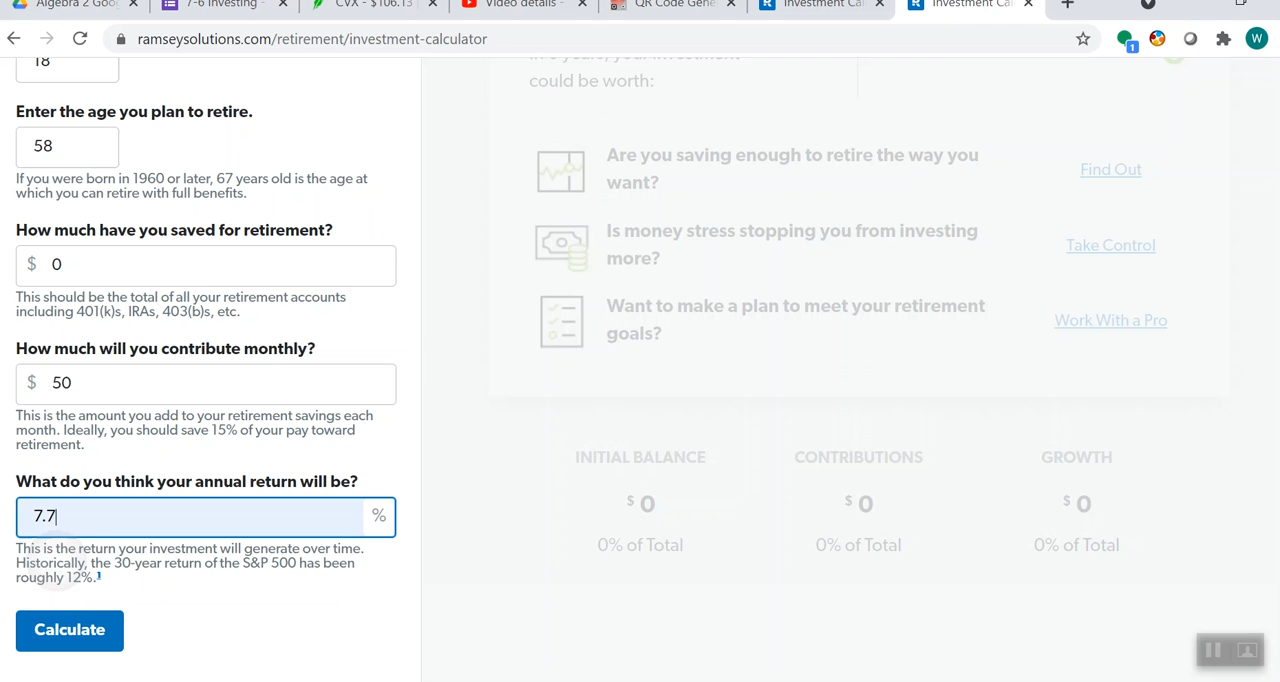 Algebra 2 Goo
7-6 Investing -
CVX - $106.13
Video details -
QR Code Gene
Investment Ca
Investment Ca
ramseysolutions.com/retirement/investment-calculator
1
W
18
Enter the age you plan to retire.
58
If you were born in 1960 or later, 67 years old is the age at
which you can retire with full benefits.
How much have you saved for retirement?
$ 0
This should be the total of all your retirement accounts
including 401(k)s, IRAs, 403(b)s, etc.
How much will you contribute monthly?
$ 50
This is the amount you add to your retirement savings each
month. Ideally, you should save 15% of your pay toward
retirement.
What do you think your annual return will be?
7.7 %
This is the return your investment will generate over time.
Historically, the 30-year return of the S&P 500 has been
roughly 12%.1
Calculate
could be worth:
Are you saving enough to retire the way you
want?
Find Out
Is money stress stopping you from investing
more?
Take Control
Want to make a plan to meet your retirement
goals?
Work With a Pro
INITIAL BALANCE
$ 0
0% of Total
CONTRIBUTIONS
$ 0
0% of Total
GROWTH
$ 0
0% of Total